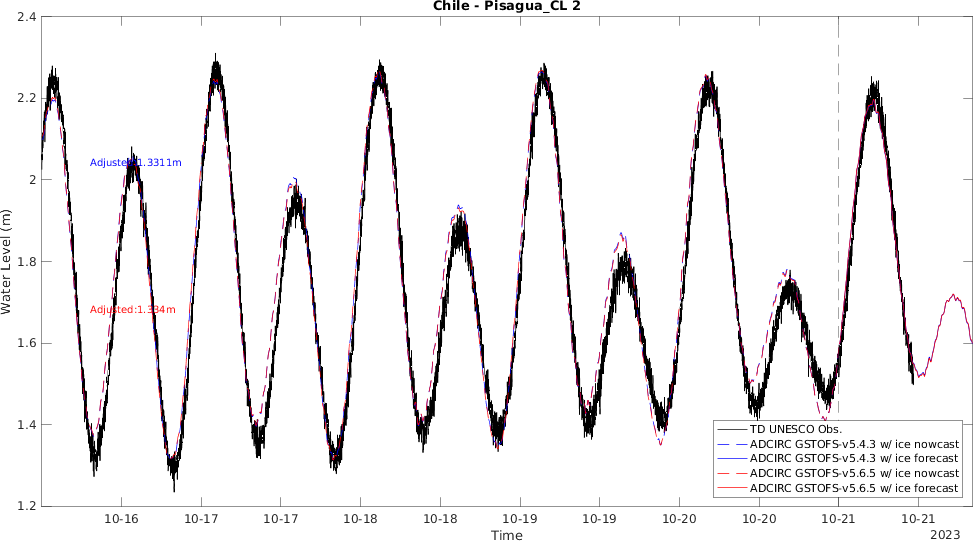 Chile - Pisagua_CL 2
2.4
2.2
2
1.8
1.6
1.4
1.2
Water Level (m)
Adjusted:1.3311m
Adjusted:1.334m
TD UNESCO Obs.
ADCIRC GSTOFS-v5.4.3 w/ ice nowcast
ADCIRC GSTOFS-v5.4.3 w/ ice forecast
ADCIRC GSTOFS-v5.6.5 w/ ice nowcast
ADCIRC GSTOFS-v5.6.5 w/ ice forecast
10-16 10-17 10-17 10-18 10-18 10-19 10-19 10-20 10-20 10-21 10-21
Time
2023